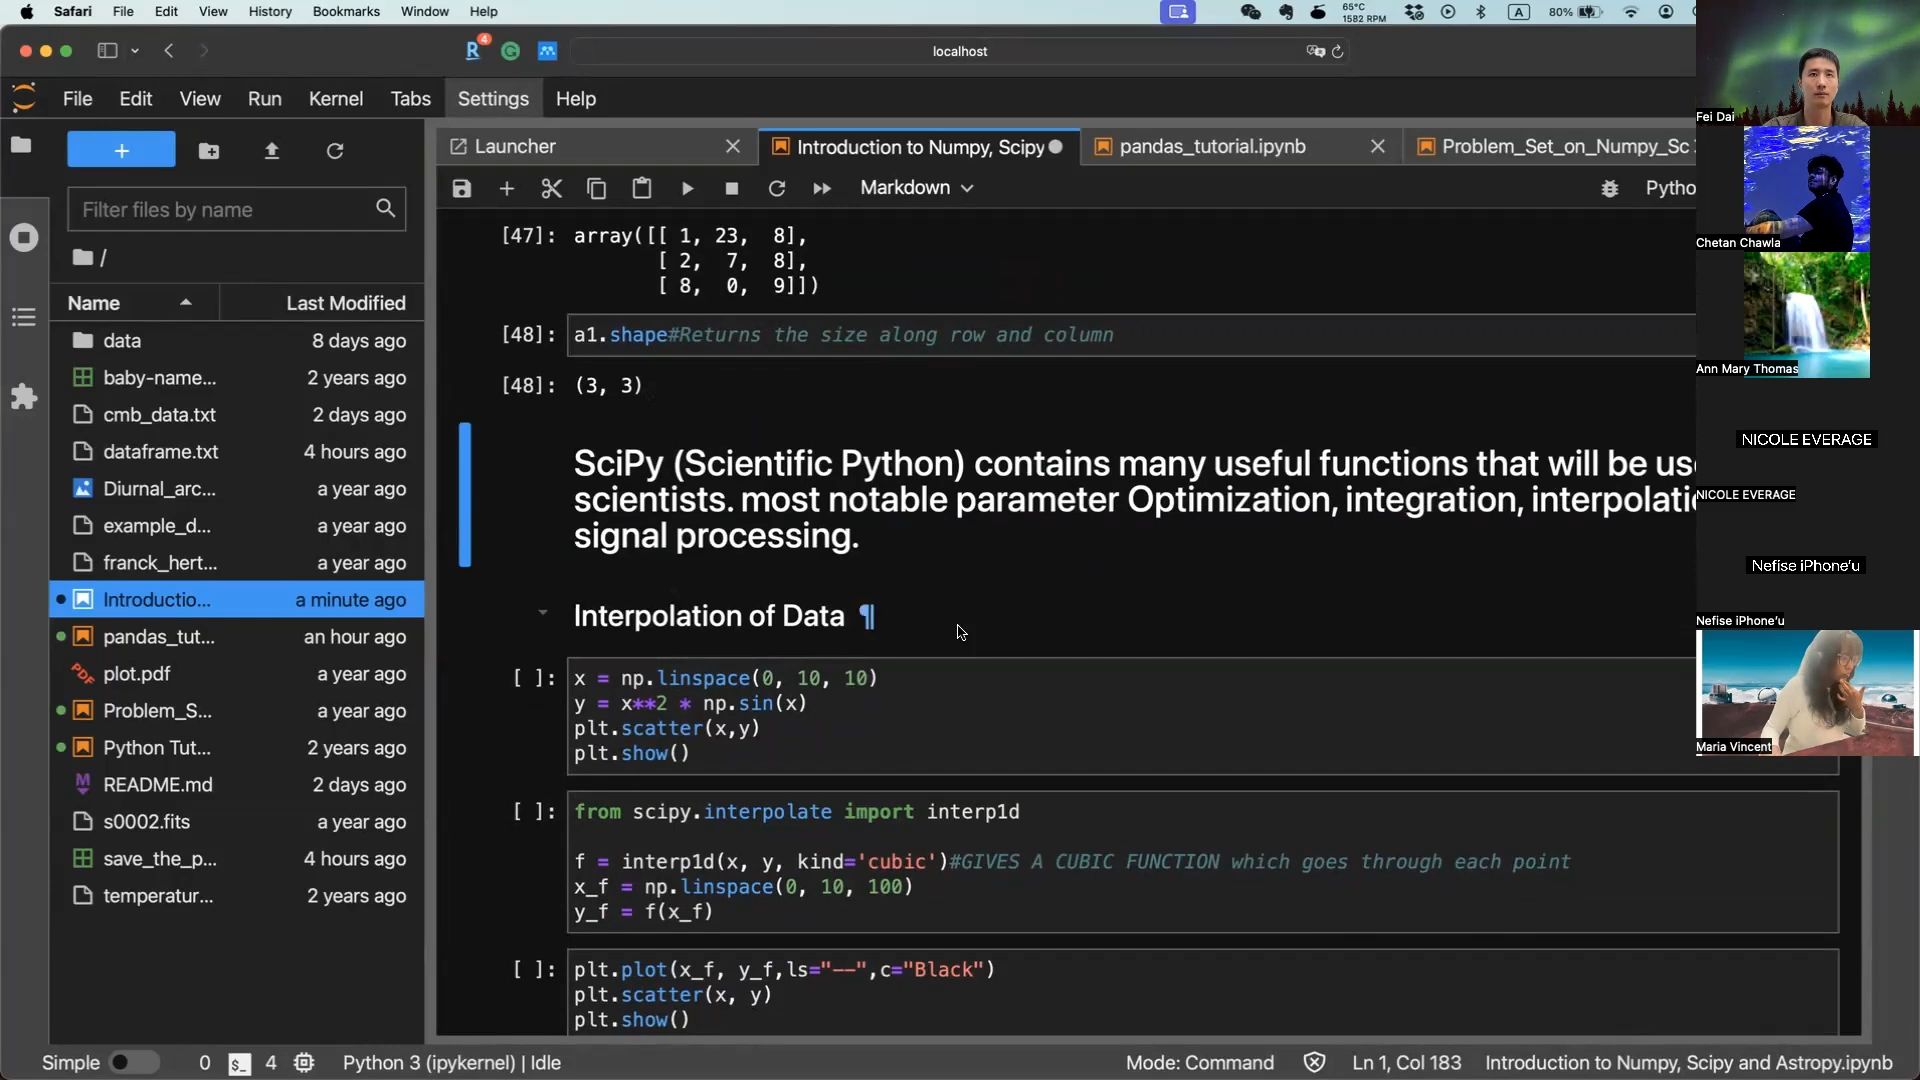 Safari File Edit View History Bookmarks Window Help
65°C
1582 RPM
A
80%
4
localhost
File Edit View Run Kernel Tabs Settings Help
Launcher
Introduction to Numpy, Scipy
pandas_tutorial.ipynb
Problem_Set_on_Numpy_Sc
Markdown
Pytho
Filter files by name
/
Name
Last Modified
data 8 days ago
baby-name... 2 years ago
cmb_data.txt 2 days ago
dataframe.txt 4 hours ago
Diurnal_arc... a year ago
example_d... a year ago
franck_hert... a year ago
Introductio... a minute ago
pandas_tut... an hour ago
plot.pdf a year ago
Problem_S... a year ago
Python Tut... 2 years ago
README.md 2 days ago
s0002.fits a year ago
save_the_p... 4 hours ago
temperatur... 2 years ago
[47]: array([[ 1, 23, 8],
[ 2, 7, 8],
[ 8, 0, 9]])
[48]: a1.shape#Returns the size along row and column
[48]: (3, 3)
SciPy (Scientific Python) contains many useful functions that will be us
scientists. most notable parameter Optimization, integration, interpolati
signal processing.
Interpolation of Data ¶
[ ]: x = np.linspace(0, 10, 10)
y = x**2 * np.sin(x)
plt.scatter(x,y)
plt.show()
[ ]: from scipy.interpolate import interp1d
f = interp1d(x, y, kind='cubic')#GIVES A CUBIC FUNCTION which goes through each point
x_f = np.linspace(0, 10, 100)
y_f = f(x_f)
[ ]: plt.plot(x_f, y_f,ls="--",c="Black")
plt.scatter(x, y)
plt.show()
Fei Dai
Chetan Chawla
Ann Mary Thomas
NICOLE EVERAGE
NICOLE EVERAGE
Nefise iPhone'u
Nefise iPhone'u
Maria Vincent
Simple 0 4 Python 3 (ipykernel) | Idle
Mode: Command Ln 1, Col 183 Introduction to Numpy, Scipy and Astropy.ipynb